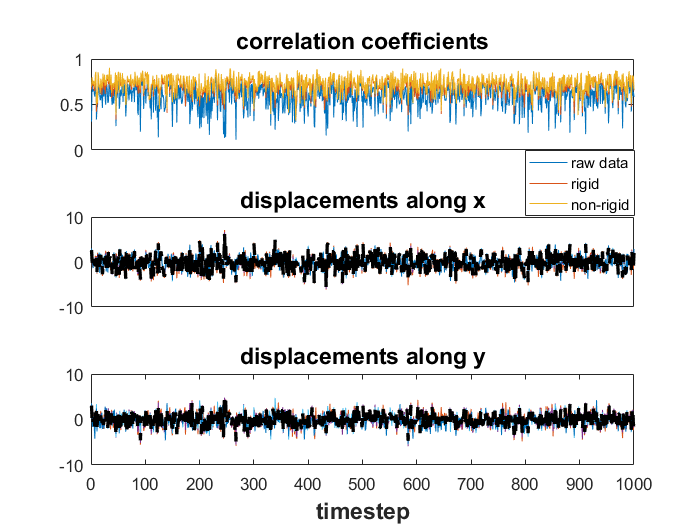 correlation coefficients
1
0.5
0
raw data
rigid
non-rigid
displacements along x
10
0
-10
displacements along y
10
0
-10
0 100 200 300 400 500 600 700 800 900 1000
timestep